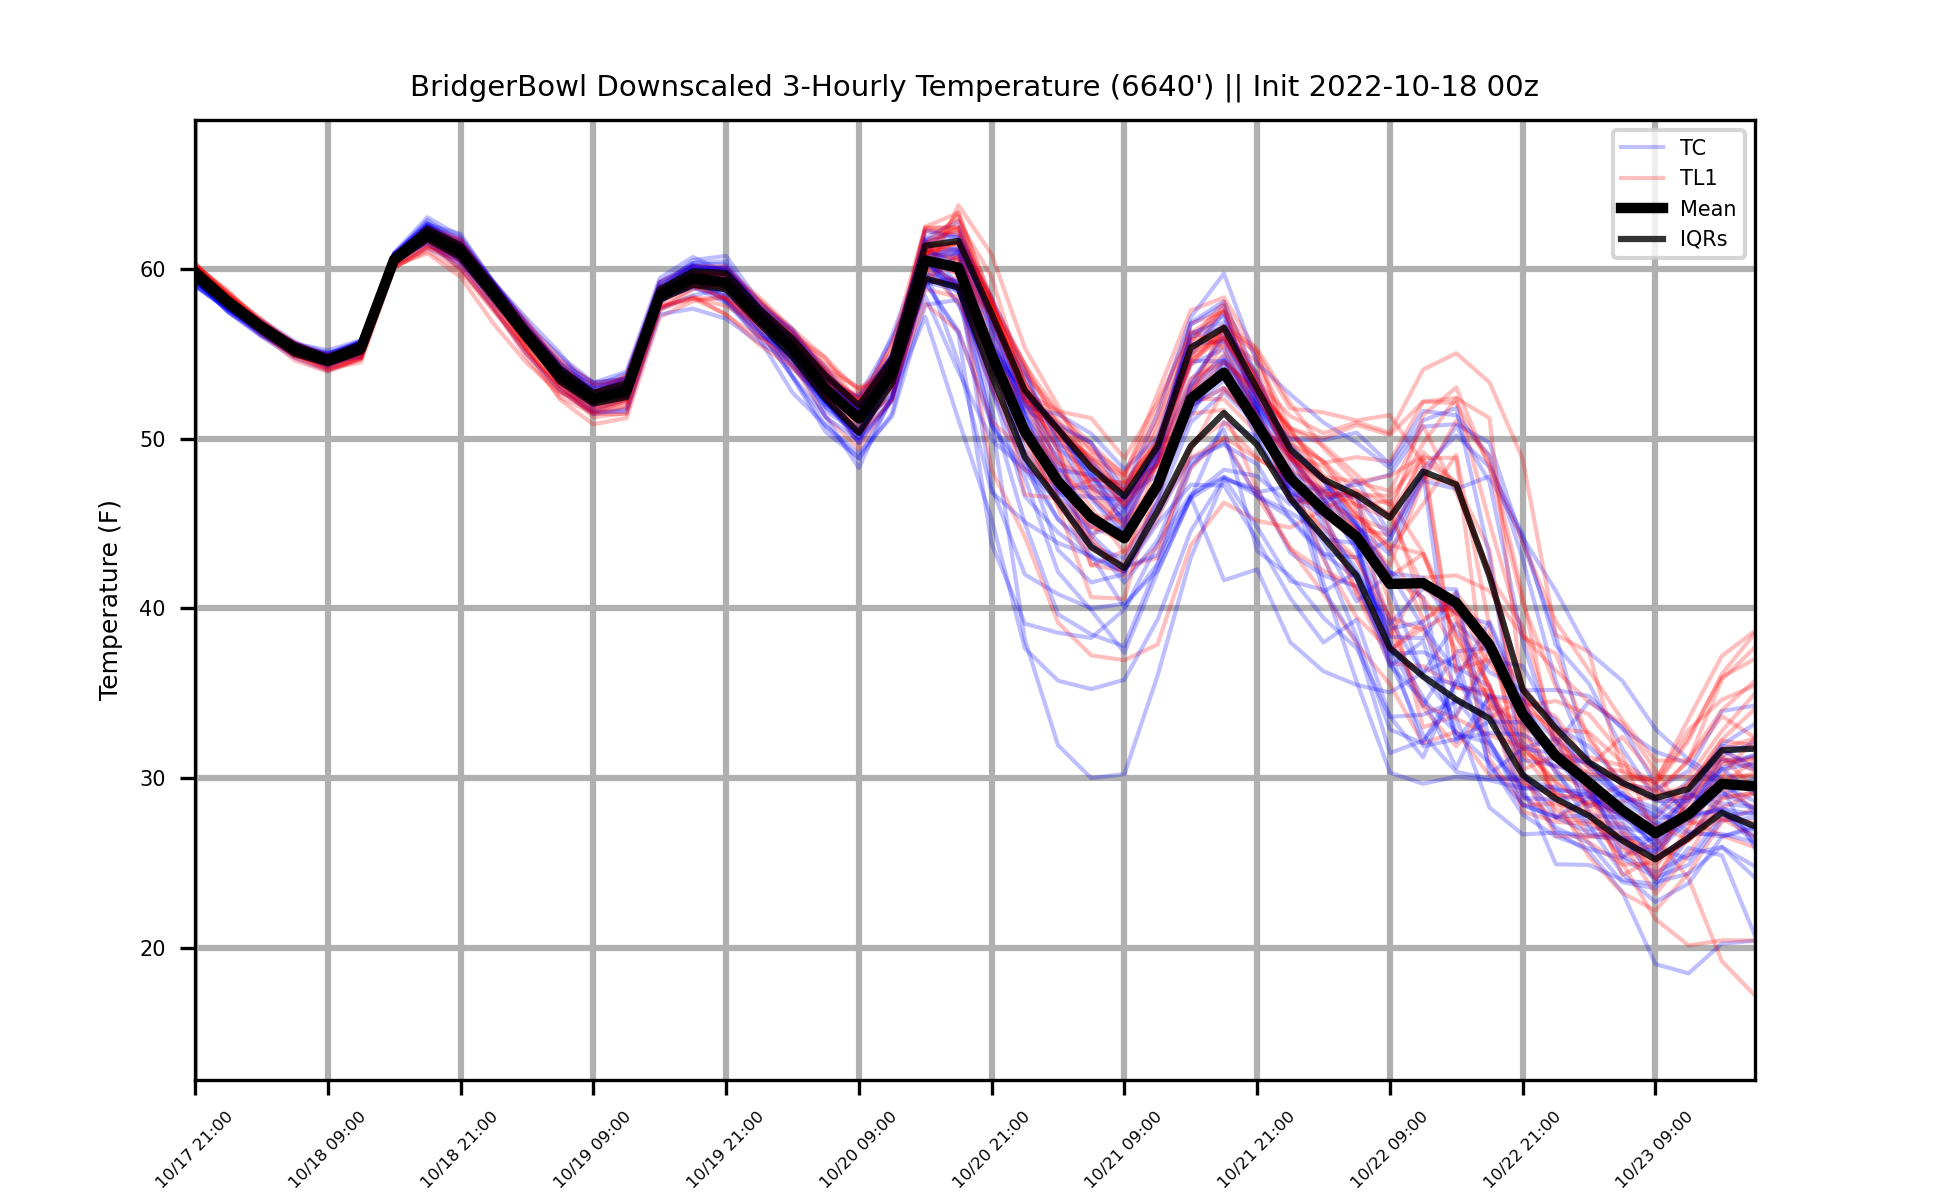 BridgerBowl Downscaled 3-Hourly Temperature (6640') || Init 2022-10-18 00z
TC
TL1
Mean
IQRs
Temperature (F)
60
50
40
30
20
10/17 21:00
10/18 09:00
10/18 21:00
10/19 09:00
10/19 21:00
10/20 09:00
10/20 21:00
10/21 09:00
10/21 21:00
10/22 09:00
10/22 21:00
10/23 09:00